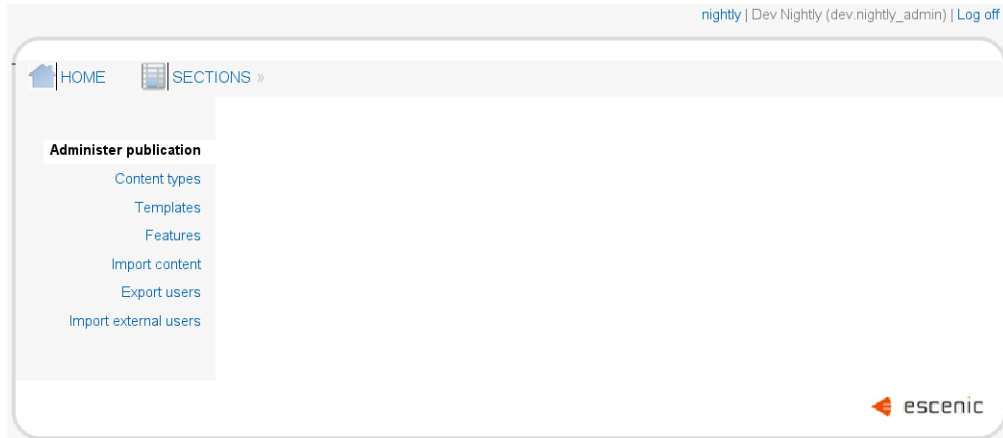 nightly | Dev Nightly (dev.nightly_admin) | Log off
HOME SECTIONS »
Administer publication
Content types
Templates
Features
Import content
Export users
Import external users
escenic